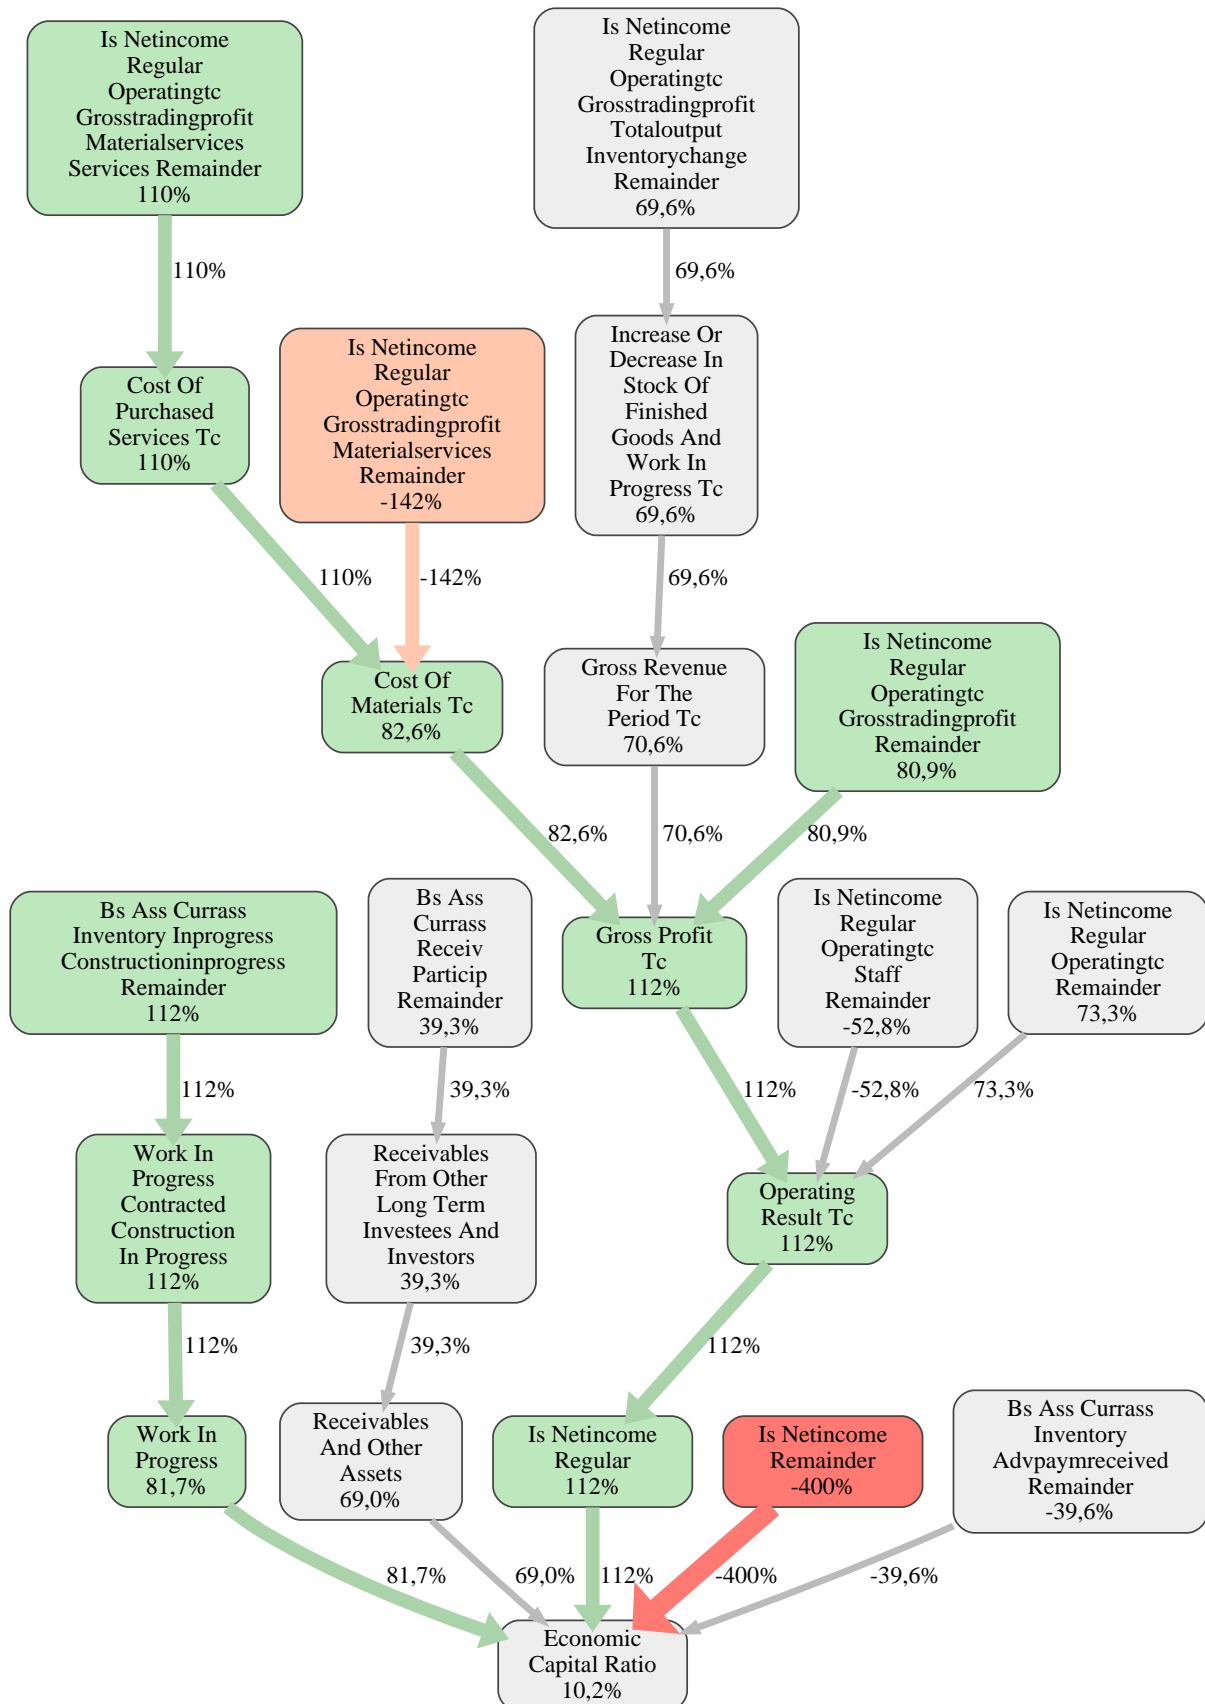 Is Netincome
Regular
Operatingtc
Grosstradingprofit
Materialservices
Services Remainder
110%
Is Netincome
Regular
Operatingtc
Grosstradingprofit
Totaloutput
Inventorychange
Remainder
69,6%
110%
69,6%
Cost Of
Purchased
Services Tc
110%
Is Netincome
Regular
Operatingtc
Grosstradingprofit
Materialservices
Remainder
-142%
Increase Or
Decrease In
Stock Of
Finished
Goods And
Work In
Progress Tc
69,6%
110%
-142%
69,6%
Cost Of
Materials Tc
82,6%
Gross Revenue
For The
Period Tc
70,6%
Is Netincome
Regular
Operatingtc
Grosstradingprofit
Remainder
80,9%
82,6%
70,6%
80,9%
Bs Ass Currass
Inventory Inprogress
Constructioninprogress
Remainder
112%
Bs Ass
Currass
Receiv
Particip
Remainder
39,3%
Gross Profit
Tc
112%
Is Netincome
Regular
Operatingtc
Staff
Remainder
-52,8%
Is Netincome
Regular
Operatingtc
Remainder
73,3%
112%
39,3%
112%
-52,8%
73,3%
Work In
Progress
Contracted
Construction
In Progress
112%
Receivables
From Other
Long Term
Investees And
Investors
39,3%
Operating
Result Tc
112%
112%
39,3%
112%
Work In
Progress
81,7%
Receivables
And Other
Assets
69,0%
Is Netincome
Regular
112%
Is Netincome
Remainder
-400%
Bs Ass Currass
Inventory
Advpaymreceived
Remainder
-39,6%
81,7%
69,0%
112%
-400%
-39,6%
Economic
Capital Ratio
10,2%